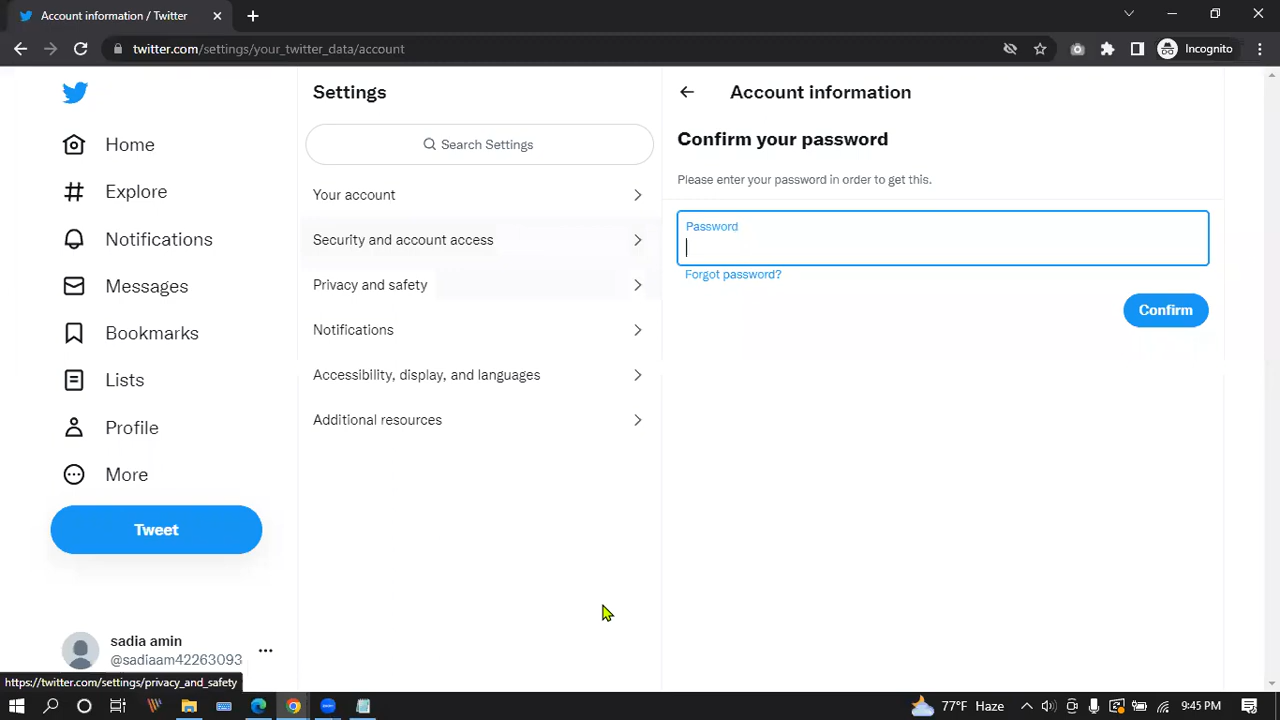 Account information / Twitter
twitter.com/settings/your_twitter_data/account
Incognito
Home
Explore
Notifications
Messages
Bookmarks
Lists
Profile
More
Tweet
sadia amin
@sadiaam42263093
https://twitter.com/settings/privacy_and_safety
Settings
Search Settings
Your account
Security and account access
Privacy and safety
Notifications
Accessibility, display, and languages
Additional resources
Account information
Confirm your password
Please enter your password in order to get this.
Password
Forgot password?
Confirm
77°F Haze
9:45 PM